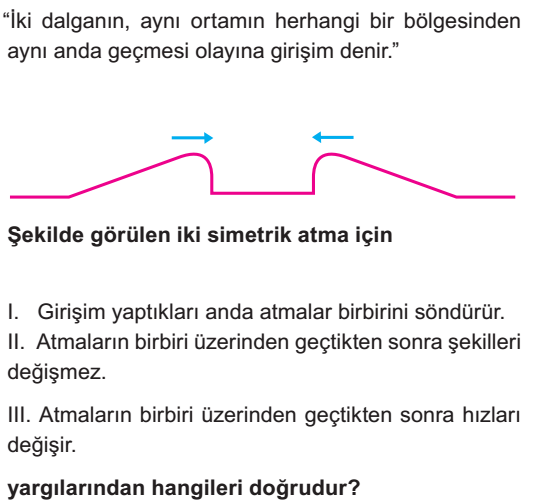 “İki dalganın, aynı ortamın herhangi bir bölgesinden
aynı anda geçmesi olayına girişim denir.”
Şekilde görülen iki simetrik atma için
I. Girişim yaptıkları anda atmalar birbirini söndürür.
II. Atmaların birbiri üzerinden geçtikten sonra şekilleri
değişmez.
III. Atmaların birbiri üzerinden geçtikten sonra hızları
değişir.
yargılarından hangileri doğrudur?